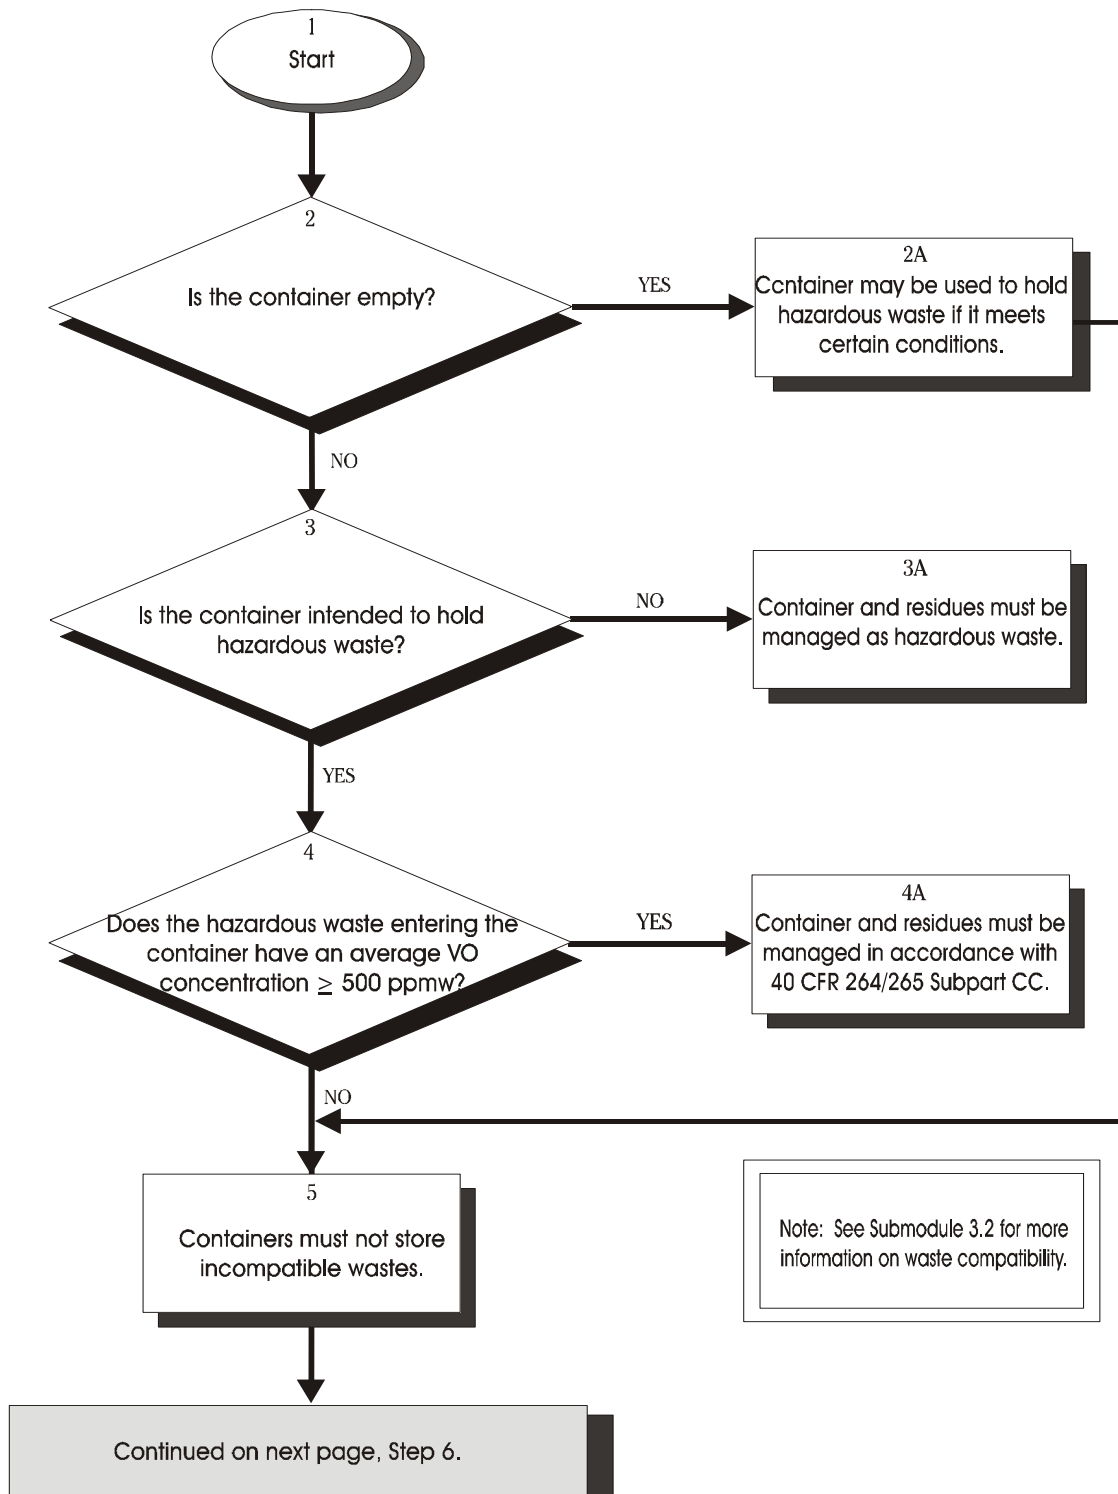 1
Start
2
Is the container empty?
YES
2A
Ccntainer may be used to hold
hazardous waste if it meets
certain conditions.
NO
3
Is the container intended to hold
hazardous waste?
NO
3A
Container and residues must be
managed as hazardous waste.
YES
4
Does the hazardous waste entering the
container have an average VO
concentration ≥ 500 ppmw?
YES
4A
Container and residues must be
managed in accordance with
40 CFR 264/265 Subpart CC.
NO
5
Containers must not store
incompatible wastes.
Note: See Submodule 3.2 for more
information on waste compatibility.
Continued on next page, Step 6.